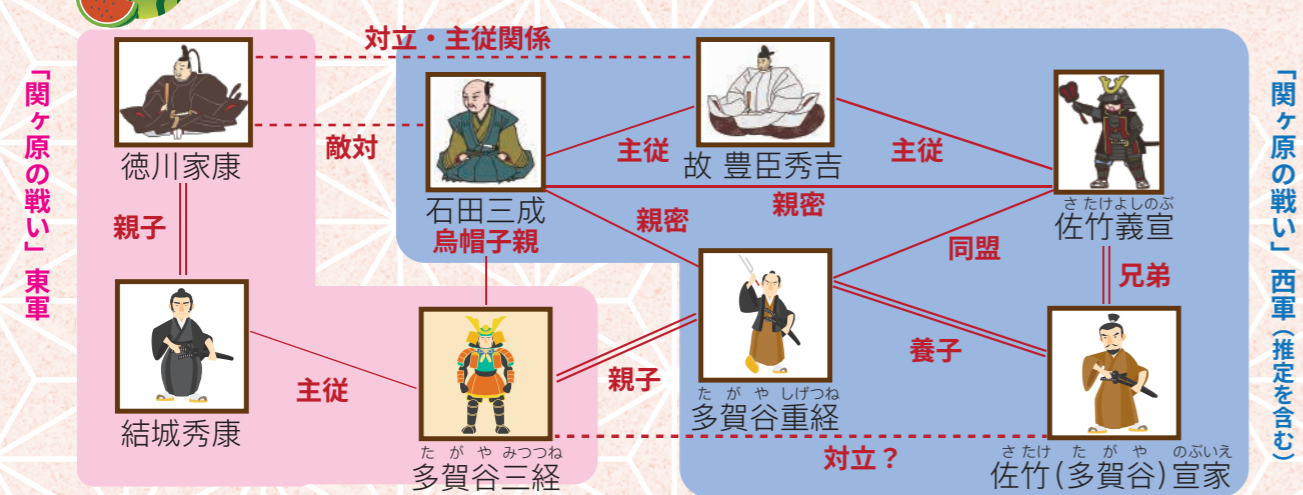 「関ヶ原の戦い」東軍
対立・主従関係
敵対
徳川家康
親子
結城秀康
主従
石田三成
烏帽子親
主従
故 豊臣秀吉
主従
親密
親密
さ たけ よし の ぶ
佐竹義宣
同盟
兄弟
養子
た が や しげつね
多賀谷重経
親子
た が や みつつね
多賀谷三経
対立？
さ たけ た が や のぶいえ
佐竹(多賀谷)宣家
「関ヶ原の戦い」西軍（推定を含む）